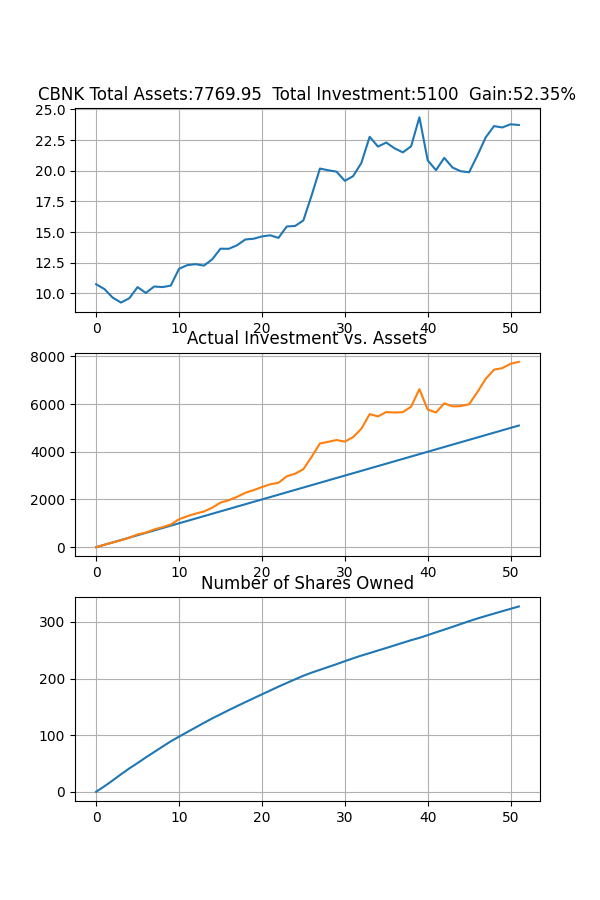 CBNK Total Assets:7769.95  Total Investment:5100  Gain:52.35%
25.0
22.5
20.0
17.5
15.0
12.5
10.0
0 10 20 30 40 50
Actual Investment vs. Assets
8000
6000
4000
2000
0
0 10 20 30 40 50
Number of Shares Owned
300
200
100
0
0 10 20 30 40 50